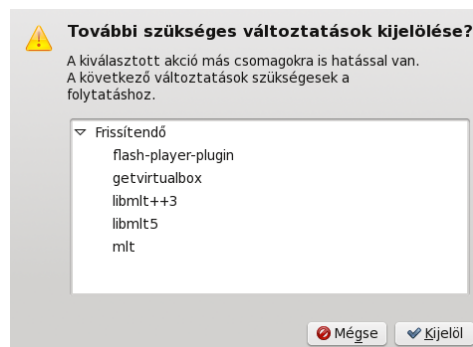 További szükséges változtatások kijelölése?
A kiválasztott akció más csomagokra is hatással van.
A következő változtatások szükségesek a
folytatáshoz.
Frissítendő
flash-player-plugin
getvirtualbox
libmlt++3
libmlt5
mlt
Mégse
Kijelöl